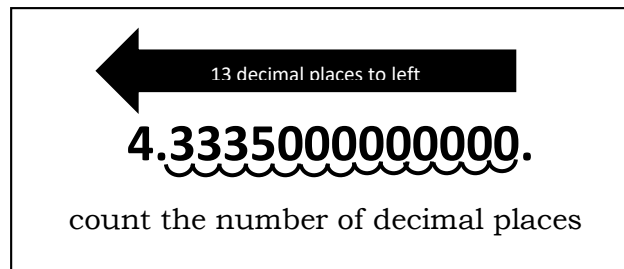 13 decimal places to left
4.3335000000000.
count the number of decimal places